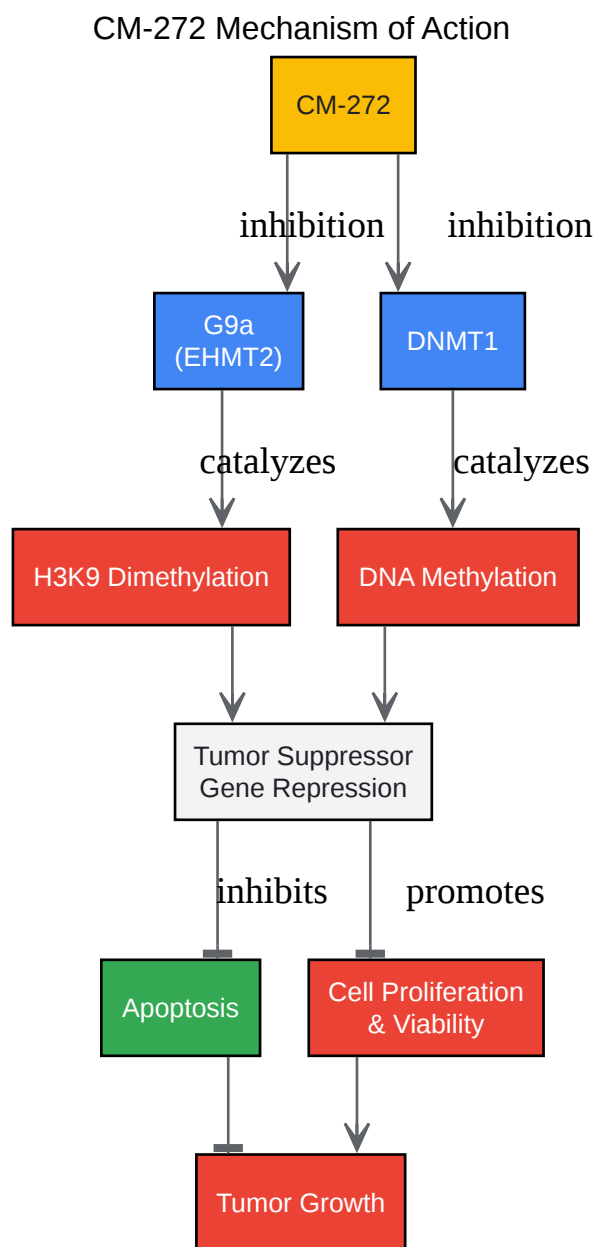 CM-272 Mechanism of Action
CM-272
inhibition
inhibition
G9a
(EHMT2)
DNMT1
catalyzes
catalyzes
H3K9 Dimethylation
DNA Methylation
Tumor Suppressor
Gene Repression
inhibits
promotes
Apoptosis
Cell Proliferation
& Viability
Tumor Growth